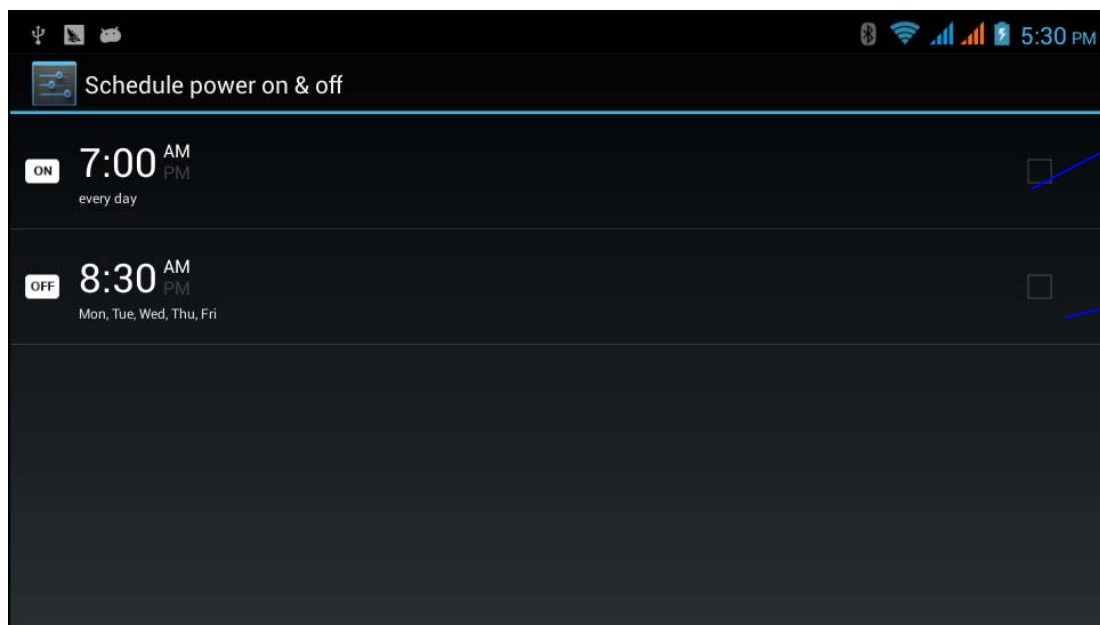 5:30 PM
Schedule power on & off
ON 7:00 AM
PM
every day
OFF 8:30 AM
PM
Mon, Tue, Wed, Thu, Fri